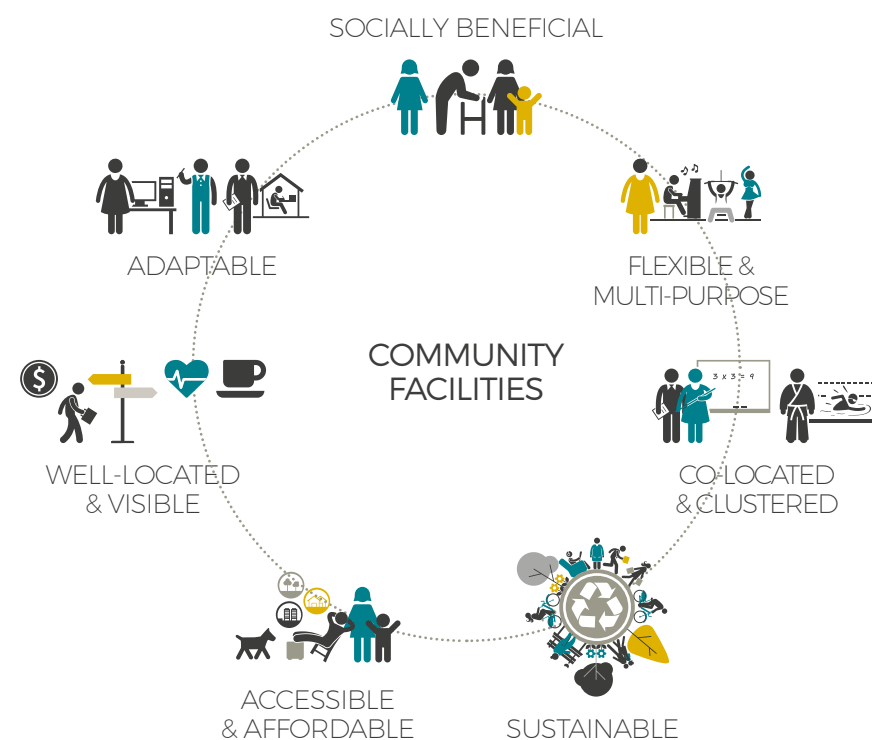 SOCIALLY BENEFICIAL
ADAPTABLE
FLEXIBLE &
MULTI-PURPOSE
COMMUNITY
FACILITIES
$
3 x 3 = 9
WELL-LOCATED
& VISIBLE
CO-LOCATED
& CLUSTERED
ACCESSIBLE
& AFFORDABLE
SUSTAINABLE